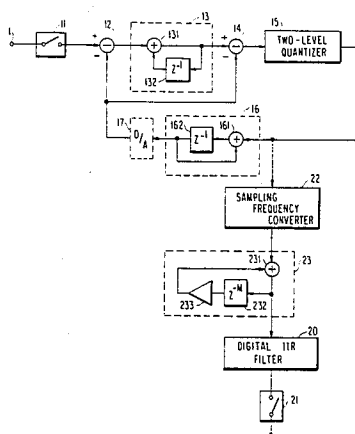 1
11
12
13
131
132
Z⁻¹
14
15
TWO-LEVEL
QUANTIZER
+
−
+
−
16
17
D/A
162
Z⁻¹
161
22
SAMPLING
FREQUENCY
CONVERTER
231
23
233
Z⁻ᴹ
232
20
DIGITAL IIR
FILTER
21